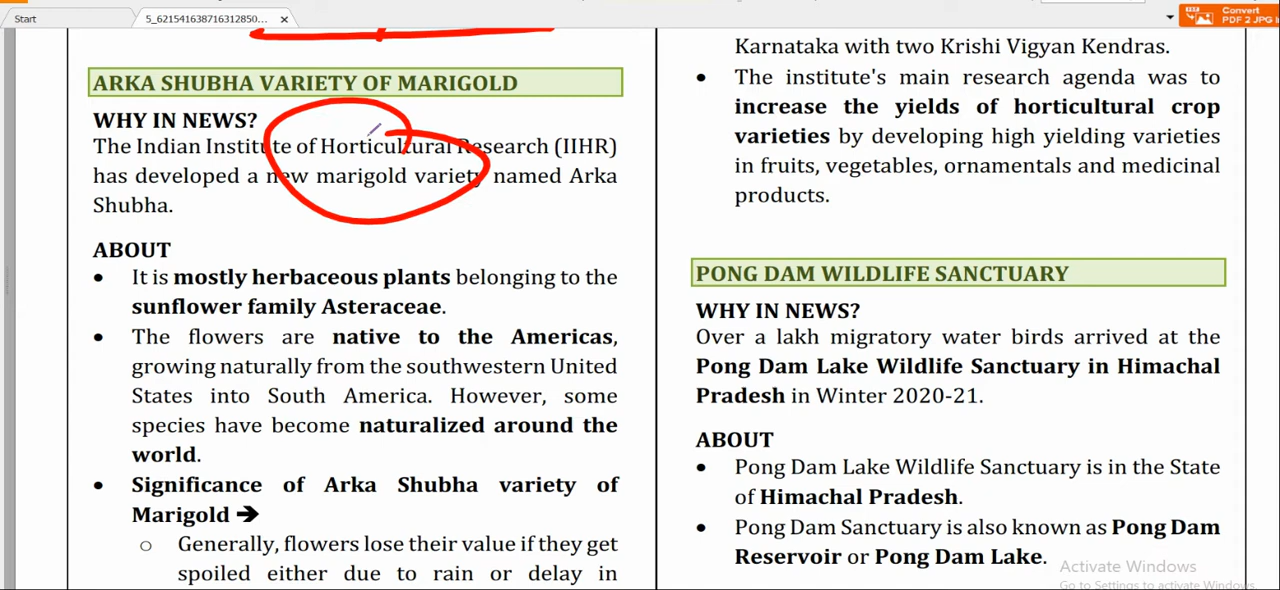 Start
5_621541638716312850...
Convert
PDF 2 JPG
ARKA SHUBHA VARIETY OF MARIGOLD
WHY IN NEWS?
The Indian Institute of Horticultural Research (IIHR)
has developed a new marigold variety named Arka
Shubha.
ABOUT
• It is mostly herbaceous plants belonging to the
sunflower family Asteraceae.
• The flowers are native to the Americas,
growing naturally from the southwestern United
States into South America. However, some
species have become naturalized around the
world.
• Significance of Arka Shubha variety of
Marigold ➔
o Generally, flowers lose their value if they get
spoiled either due to rain or delay in
Karnataka with two Krishi Vigyan Kendras.
• The institute's main research agenda was to
increase the yields of horticultural crop
varieties by developing high yielding varieties
in fruits, vegetables, ornamentals and medicinal
products.
PONG DAM WILDLIFE SANCTUARY
WHY IN NEWS?
Over a lakh migratory water birds arrived at the
Pong Dam Lake Wildlife Sanctuary in Himachal
Pradesh in Winter 2020-21.
ABOUT
• Pong Dam Lake Wildlife Sanctuary is in the State
of Himachal Pradesh.
• Pong Dam Sanctuary is also known as Pong Dam
Reservoir or Pong Dam Lake.
Activate Windows
Go to Settings to activate Windows.